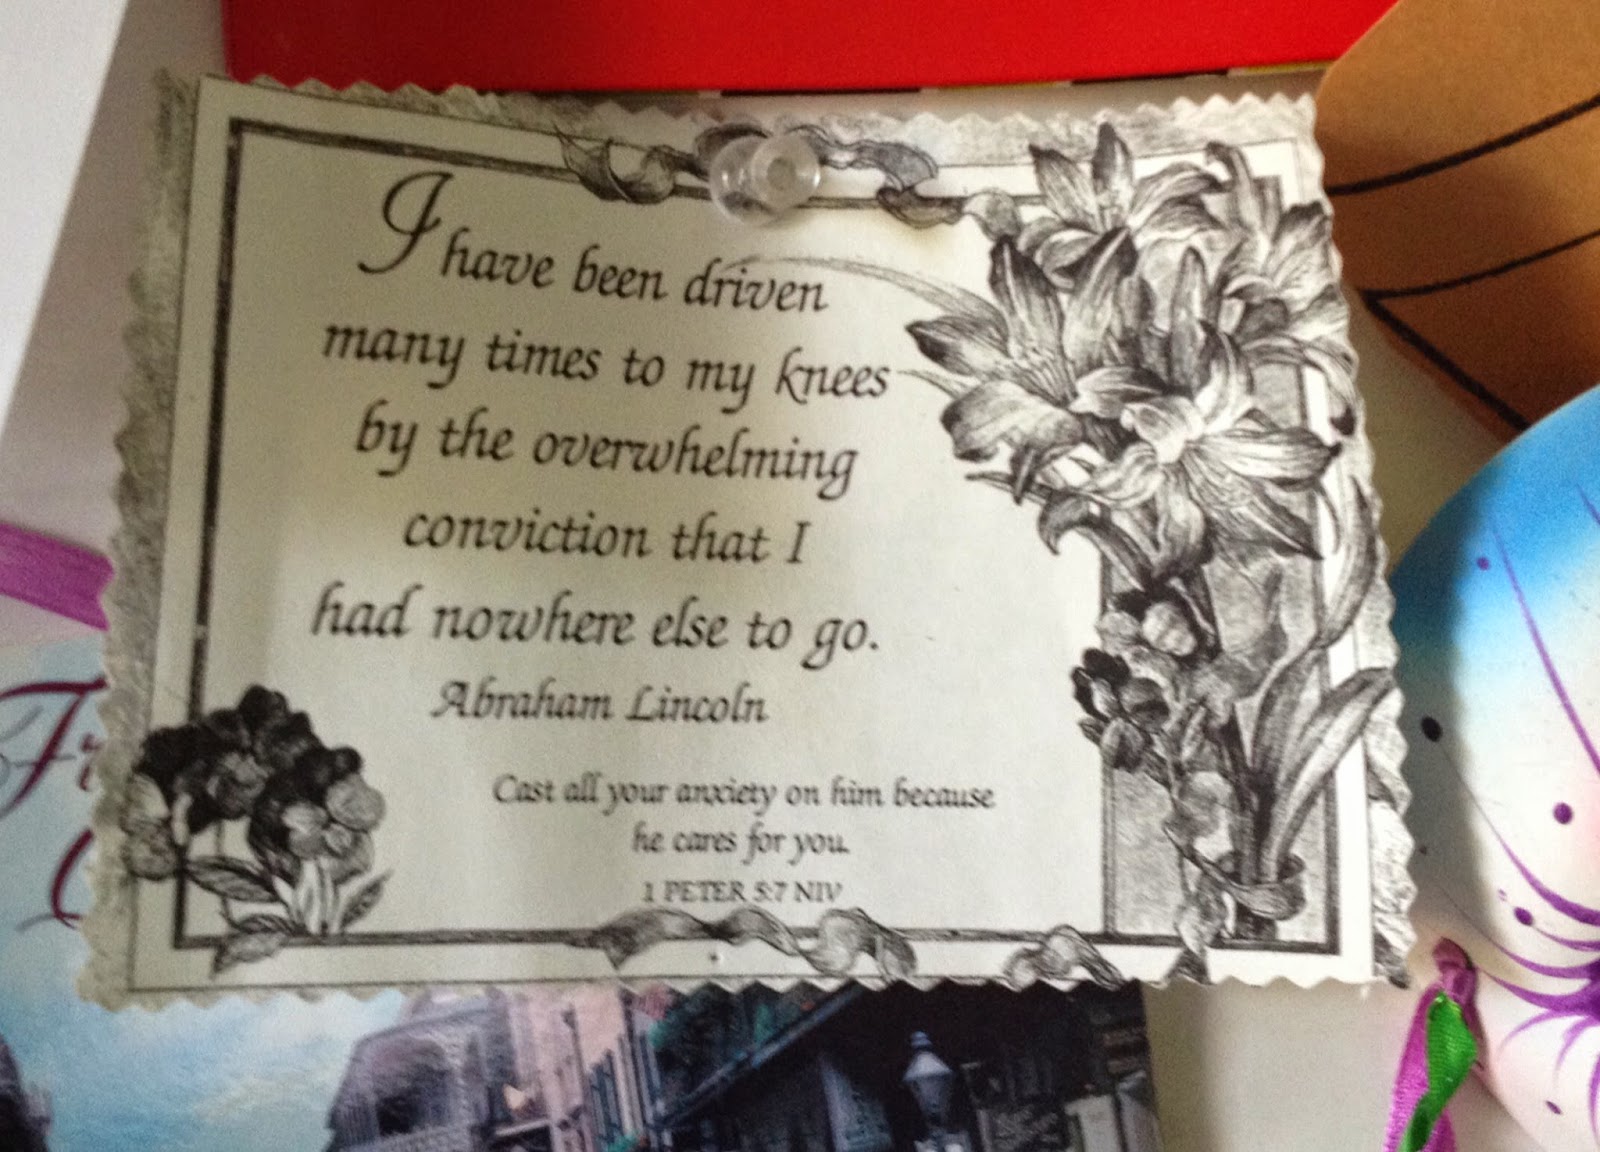 I have been driven
many times to my knees
by the overwhelming
conviction that I
had nowhere else to go.
Abraham Lincoln
Cast all your anxiety on him because
he cares for you.
1 PETER 5:7 NIV